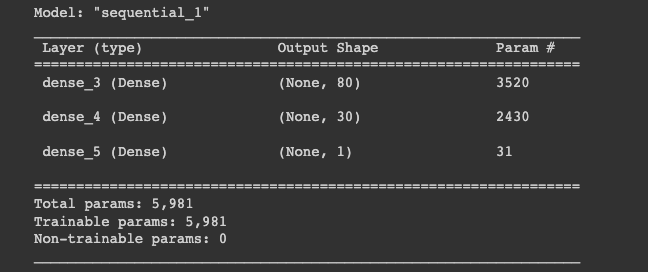 Model: "sequential_1"
Layer (type) Output Shape Param #
dense_3 (Dense) (None, 80) 3520
dense_4 (Dense) (None, 30) 2430
dense_5 (Dense) (None, 1) 31
Total params: 5,981
Trainable params: 5,981
Non-trainable params: 0